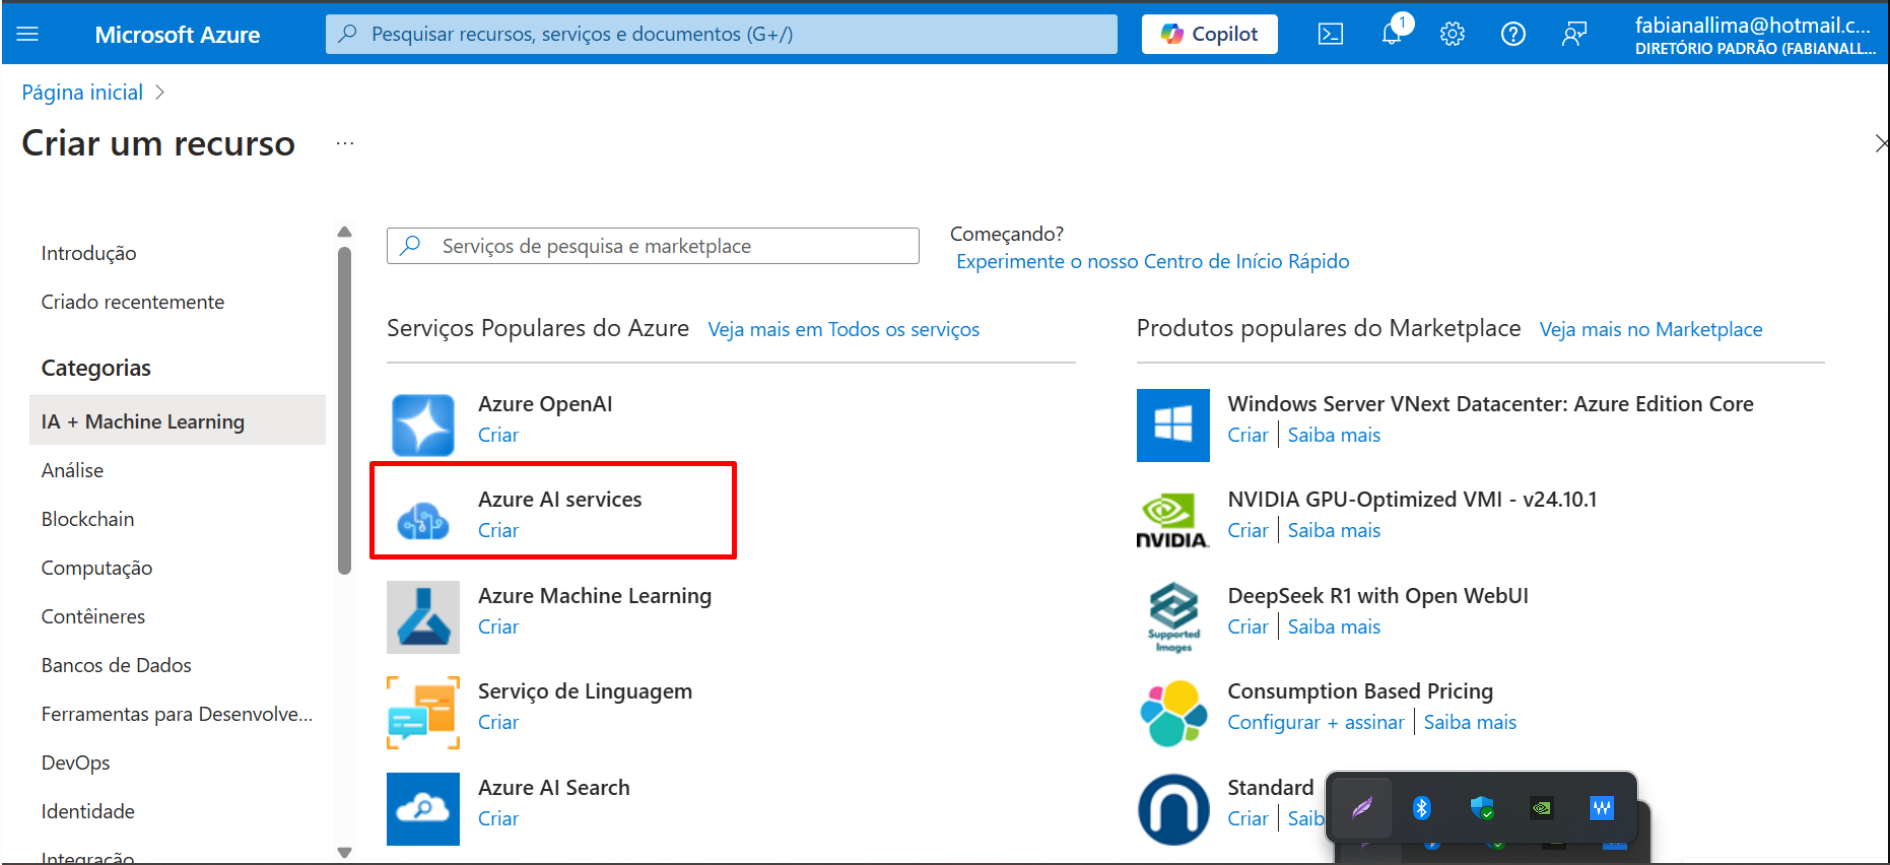 Microsoft Azure
Pesquisar recursos, serviços e documentos (G+/)
Copilot
1
fabianallima@hotmail.c...
DIRETÓRIO PADRÃO (FABIANALL...
Página inicial
Criar um recurso
...
Introdução
Criado recentemente
Categorias
IA + Machine Learning
Análise
Blockchain
Computação
Contêineres
Bancos de Dados
Ferramentas para Desenvolve...
DevOps
Identidade
Integração
Serviços de pesquisa e marketplace
Começando?
Experimente o nosso Centro de Início Rápido
Serviços Populares do Azure Veja mais em Todos os serviços
Azure OpenAI
Criar
Azure AI services
Criar
Azure Machine Learning
Criar
Serviço de Linguagem
Criar
Azure AI Search
Criar
Produtos populares do Marketplace Veja mais no Marketplace
Windows Server VNext Datacenter: Azure Edition Core
Criar | Saiba mais
NVIDIA
NVIDIA GPU-Optimized VMI - v24.10.1
Criar | Saiba mais
Supported
Images
DeepSeek R1 with Open WebUI
Criar | Saiba mais
Consumption Based Pricing
Configurar + assinar | Saiba mais
Standard
Criar | Saib